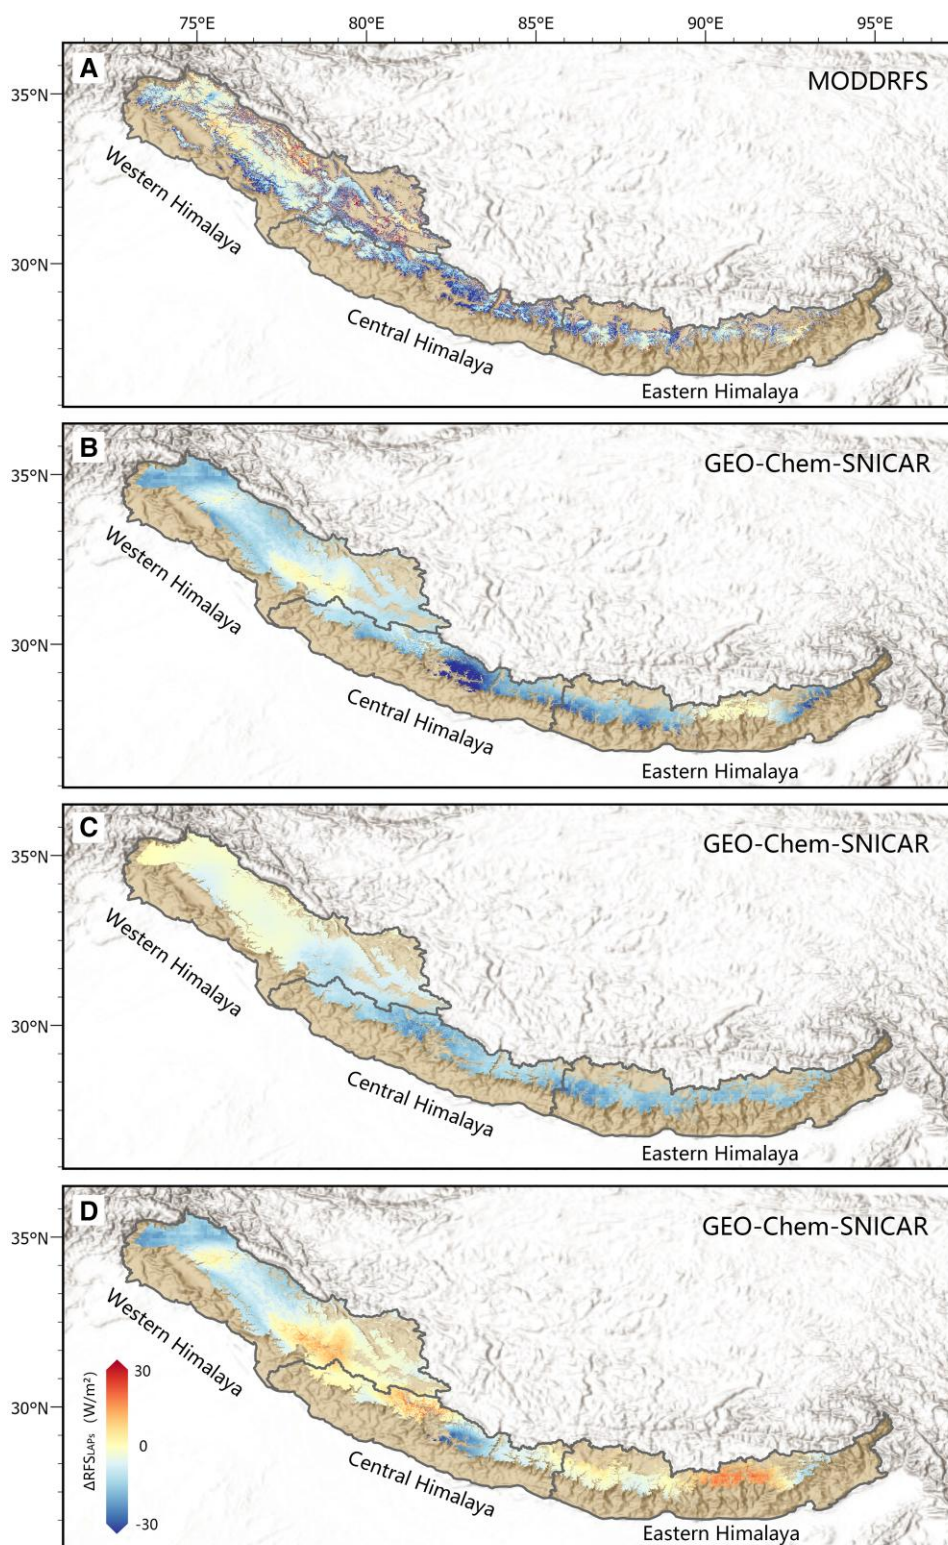 75°E 80°E 85°E 90°E 95°E
A
MODDRFS
35°N
30°N
Western Himalaya
Central Himalaya
Eastern Himalaya
B
GEO-Chem-SNICAR
35°N
30°N
Western Himalaya
Central Himalaya
Eastern Himalaya
C
GEO-Chem-SNICAR
35°N
30°N
Western Himalaya
Central Himalaya
Eastern Himalaya
D
GEO-Chem-SNICAR
35°N
30°N
Western Himalaya
Central Himalaya
Eastern Himalaya
ΔRFSLAPs (W/m²)
30
0
-30